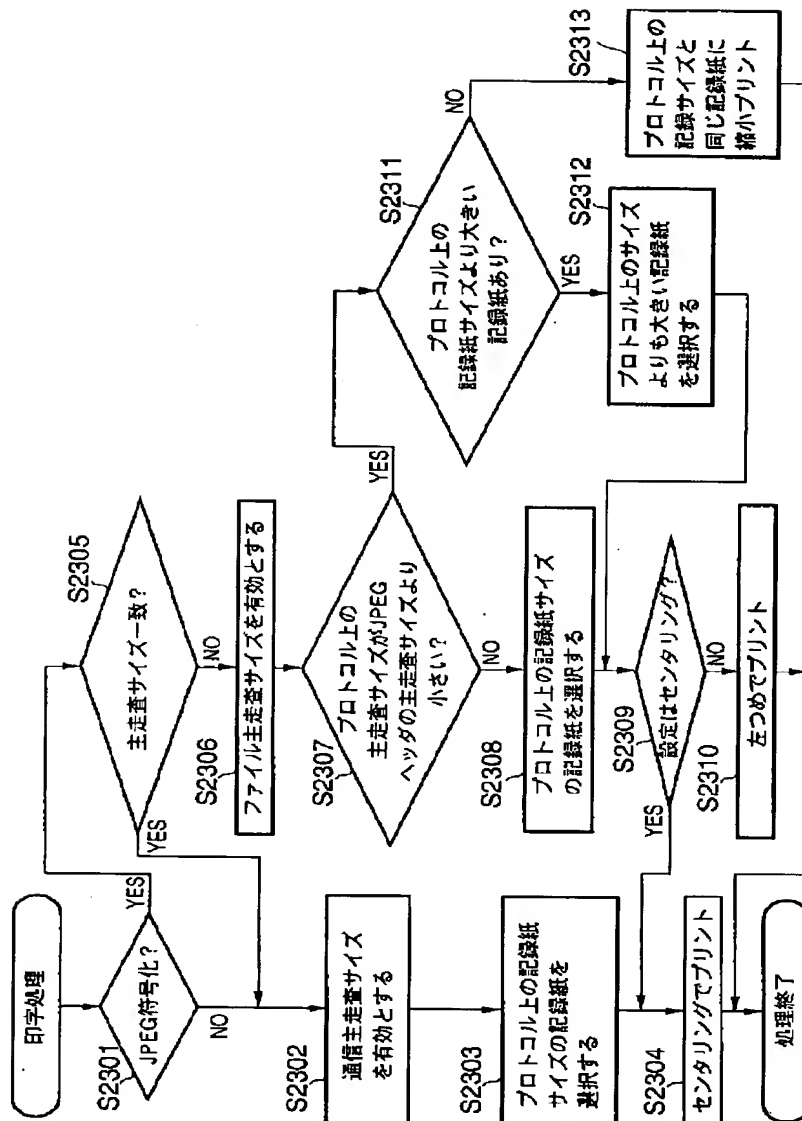 印字処理
S2301
JPEG符号化？
YES
NO
S2302
通信主走査サイズ
を有効とする
S2303
プロトコル上の記録紙
サイズの記録紙を
選択する
S2304
センタリングでプリント
処理終了
S2305
主走査サイズ一致？
YES
NO
S2306
ファイル主走査サイズを有効とする
S2307
プロトコル上の
主走査サイズがJPEG
ヘッダの主走査サイズより
小さい？
YES
NO
S2308
プロトコル上の記録紙サイズ
の記録紙を選択する
S2309
設定はセンタリング？
YES
NO
S2310
左つめでプリント
S2311
プロトコル上の
記録紙サイズより大きい
記録紙あり？
NO
YES
S2312
プロトコル上のサイズ
よりも大きい記録紙
を選択する
S2313
プロトコル上の
記録サイズと
同じ記録紙に
縮小プリント